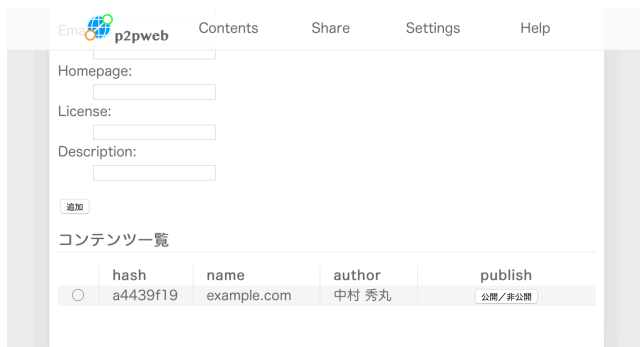 p2pweb Contents Share Settings Help
Ema
Homepage:
License:
Description:
追加
コンテンツ一覧
hash name author publish
a4439f19 example.com 中村 秀丸 公開/非公開